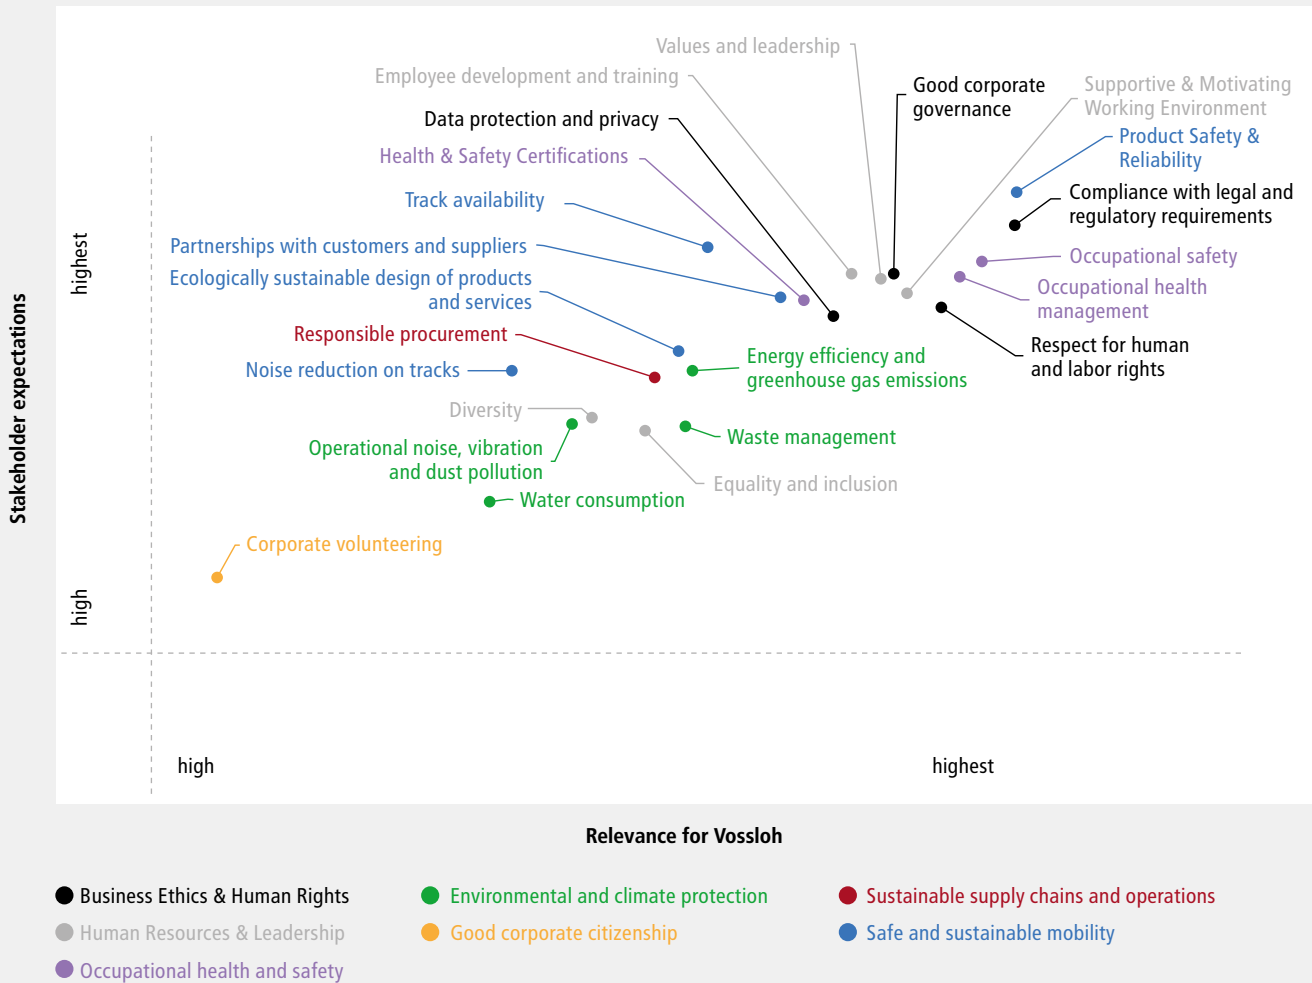 Values and leadership
Employee development and training
Good corporate
governance
Supportive & Motivating
Working Environment
Data protection and privacy
Product Safety &
Reliability
Health & Safety Certifications
Compliance with legal and
regulatory requirements
Track availability
Partnerships with customers and suppliers
Occupational safety
Ecologically sustainable design of products
and services
Occupational health
management
Responsible procurement
Respect for human
and labor rights
Noise reduction on tracks
Energy efficiency and
greenhouse gas emissions
Diversity
Operational noise, vibration
and dust pollution
Waste management
Equality and inclusion
Water consumption
Corporate volunteering
Stakeholder expectations
highest
high
high
highest
Relevance for Vossloh
Business Ethics & Human Rights
Environmental and climate protection
Sustainable supply chains and operations
Human Resources & Leadership
Good corporate citizenship
Safe and sustainable mobility
Occupational health and safety